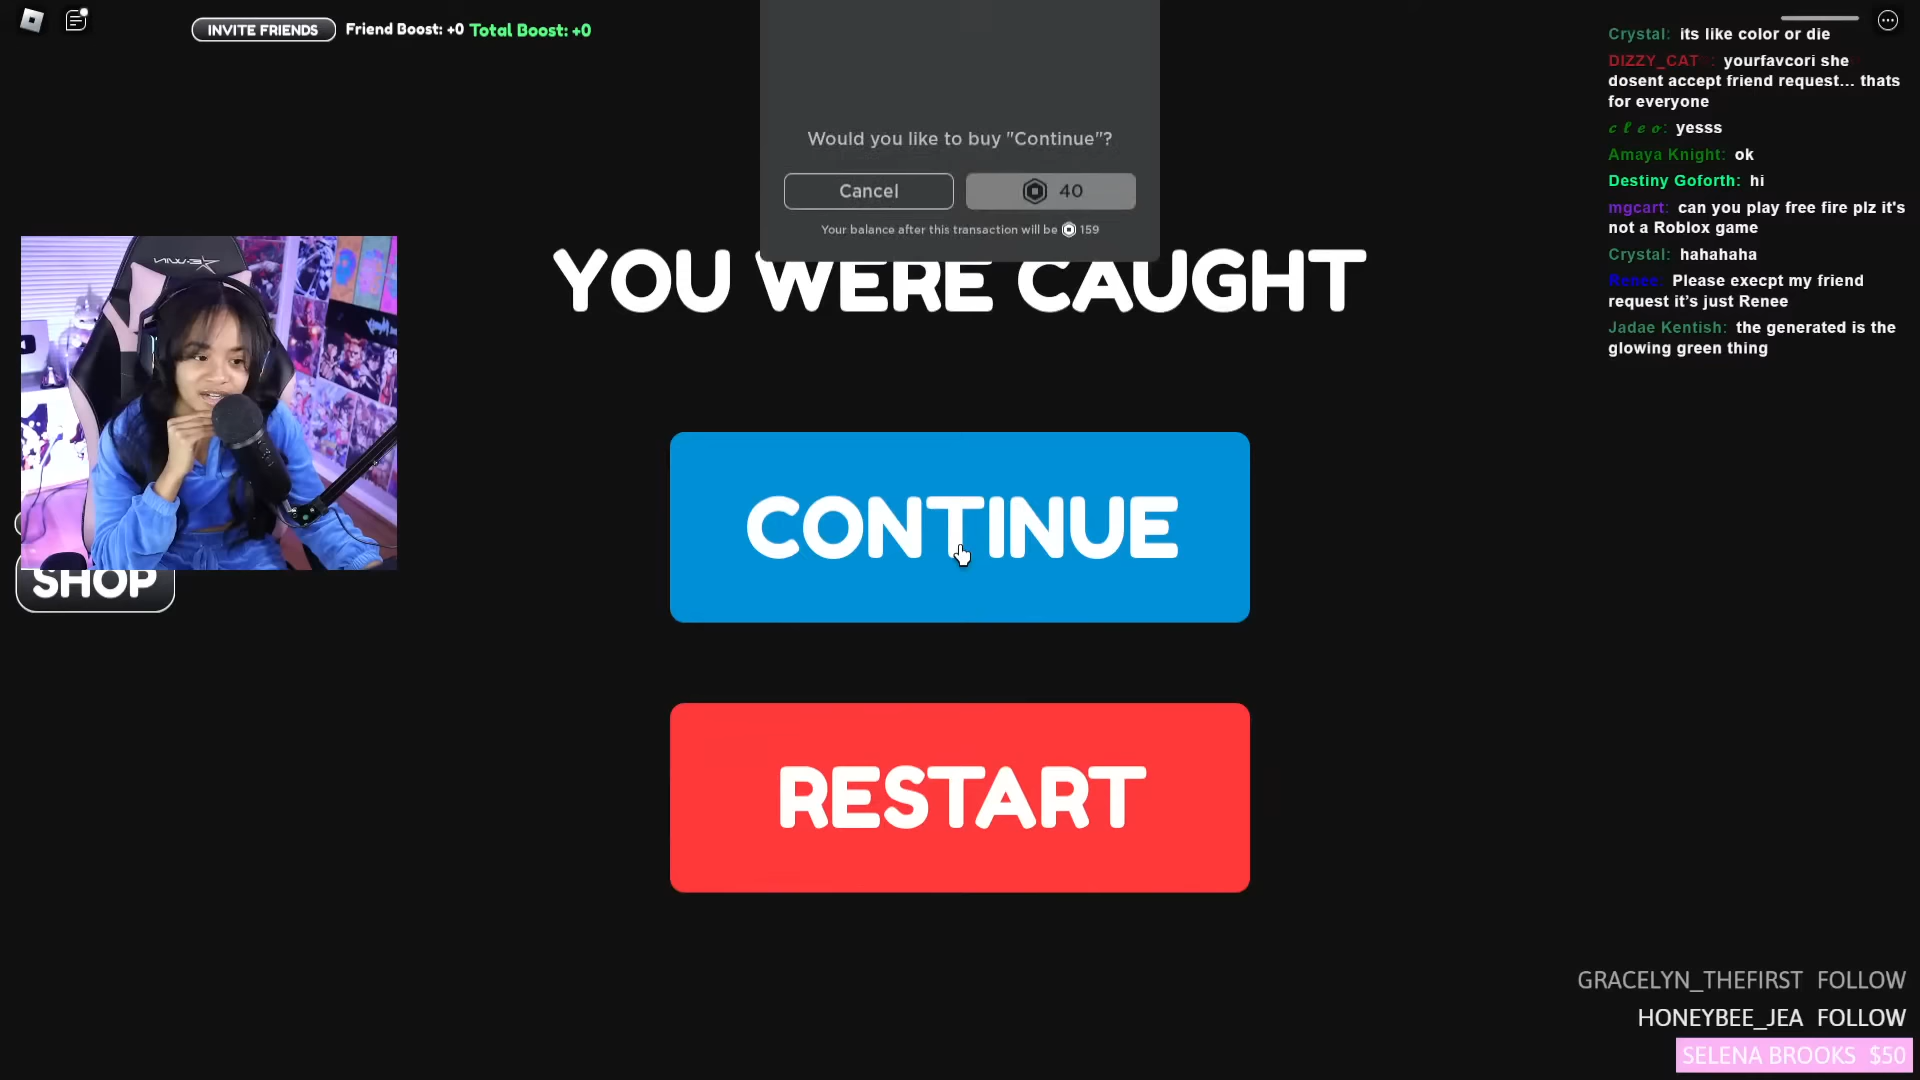 INVITE FRIENDS Friend Boost: +0 Total Boost: +0
Would you like to buy "Continue"?
Cancel 40
Your balance after this transaction will be 159
YOU WERE CAUGHT
CONTINUE
RESTART
SHOP
Crystal: its like color or die
DIZZY_CAT : yourfavcori she
dosent accept friend request... thats
for everyone
𝓬 𝓵 𝓮 𝓸: yesss
Amaya Knight: ok
Destiny Goforth: hi
mgcart: can you play free fire plz it's
not a Roblox game
Crystal: hahahaha
Renee: Please execpt my friend
request it’s just Renee
Jadae Kentish: the generated is the
glowing green thing
GRACELYN_THEFIRST FOLLOW
HONEYBEE_JEA FOLLOW
SELENA BROOKS $50